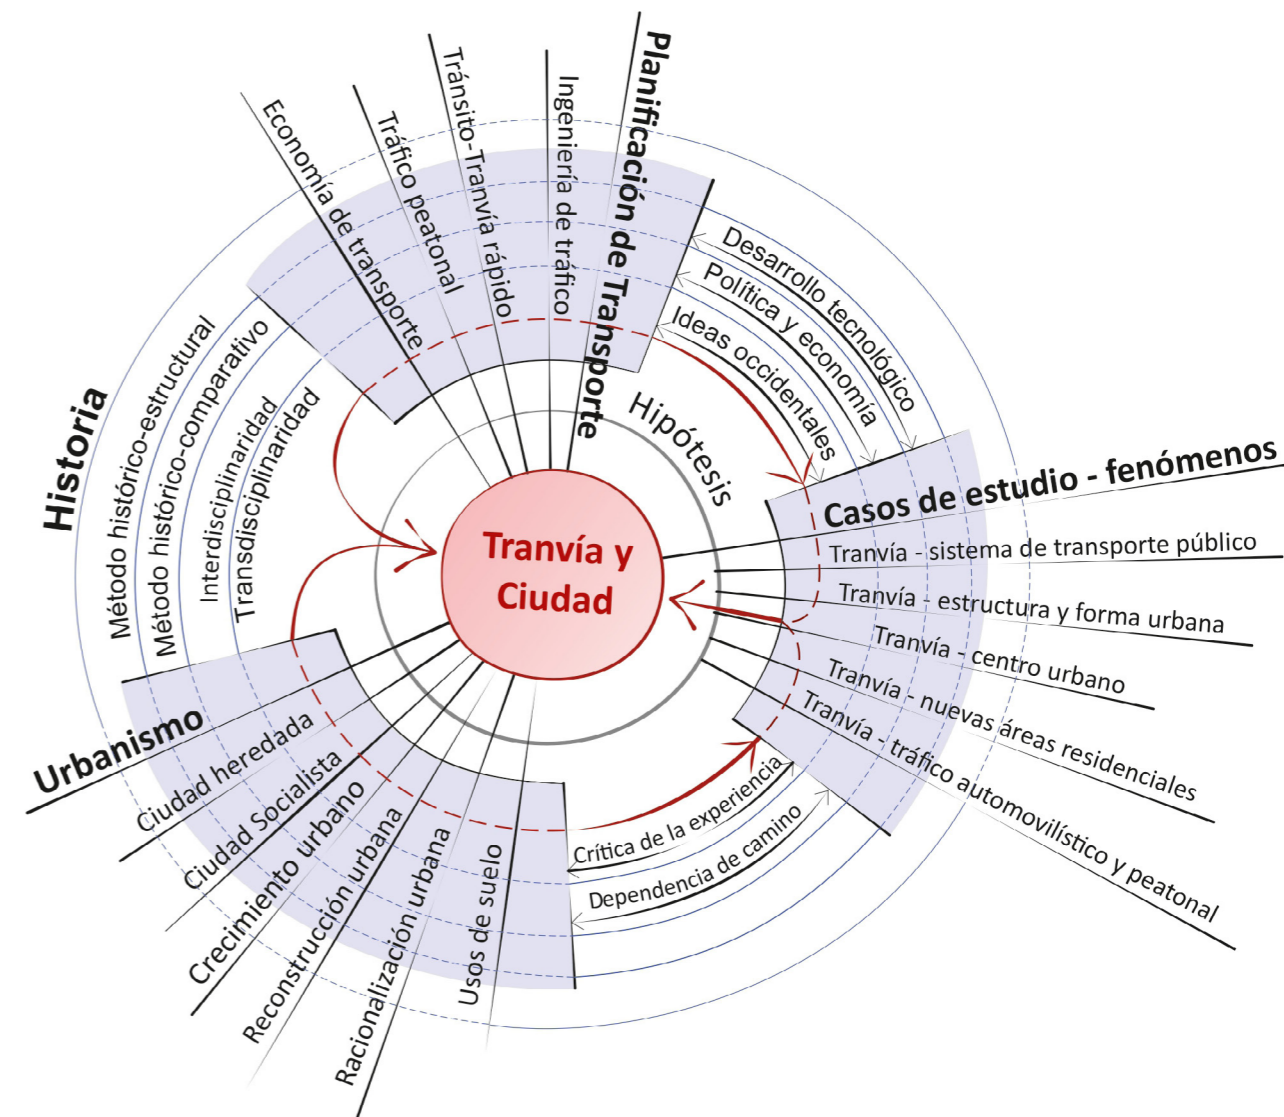 Planificación de Transporte
Ingeniería de tráfico
Tránsito-Tranvía rápido
Tráfico peatonal
Economía de transporte
Desarrollo tecnológico
Política y economía
Ideas occidentales
Hipótesis
Historia
Método histórico-estructural
Método histórico-comparativo
Interdisciplinaridad
Transdisciplinaridad
Tranvía y
Ciudad
Casos de estudio - fenómenos
Tranvía - sistema de transporte público
Tranvía - estructura y forma urbana
Tranvía - centro urbano
Tranvía - nuevas áreas residenciales
Tranvía - tráfico automovilístico y peatonal
Urbanismo
Ciudad heredada
Ciudad Socialista
Crecimiento urbano
Reconstrucción urbana
Racionalización urbana
Usos de suelo
Crítica de la experiencia
Dependencia de camino